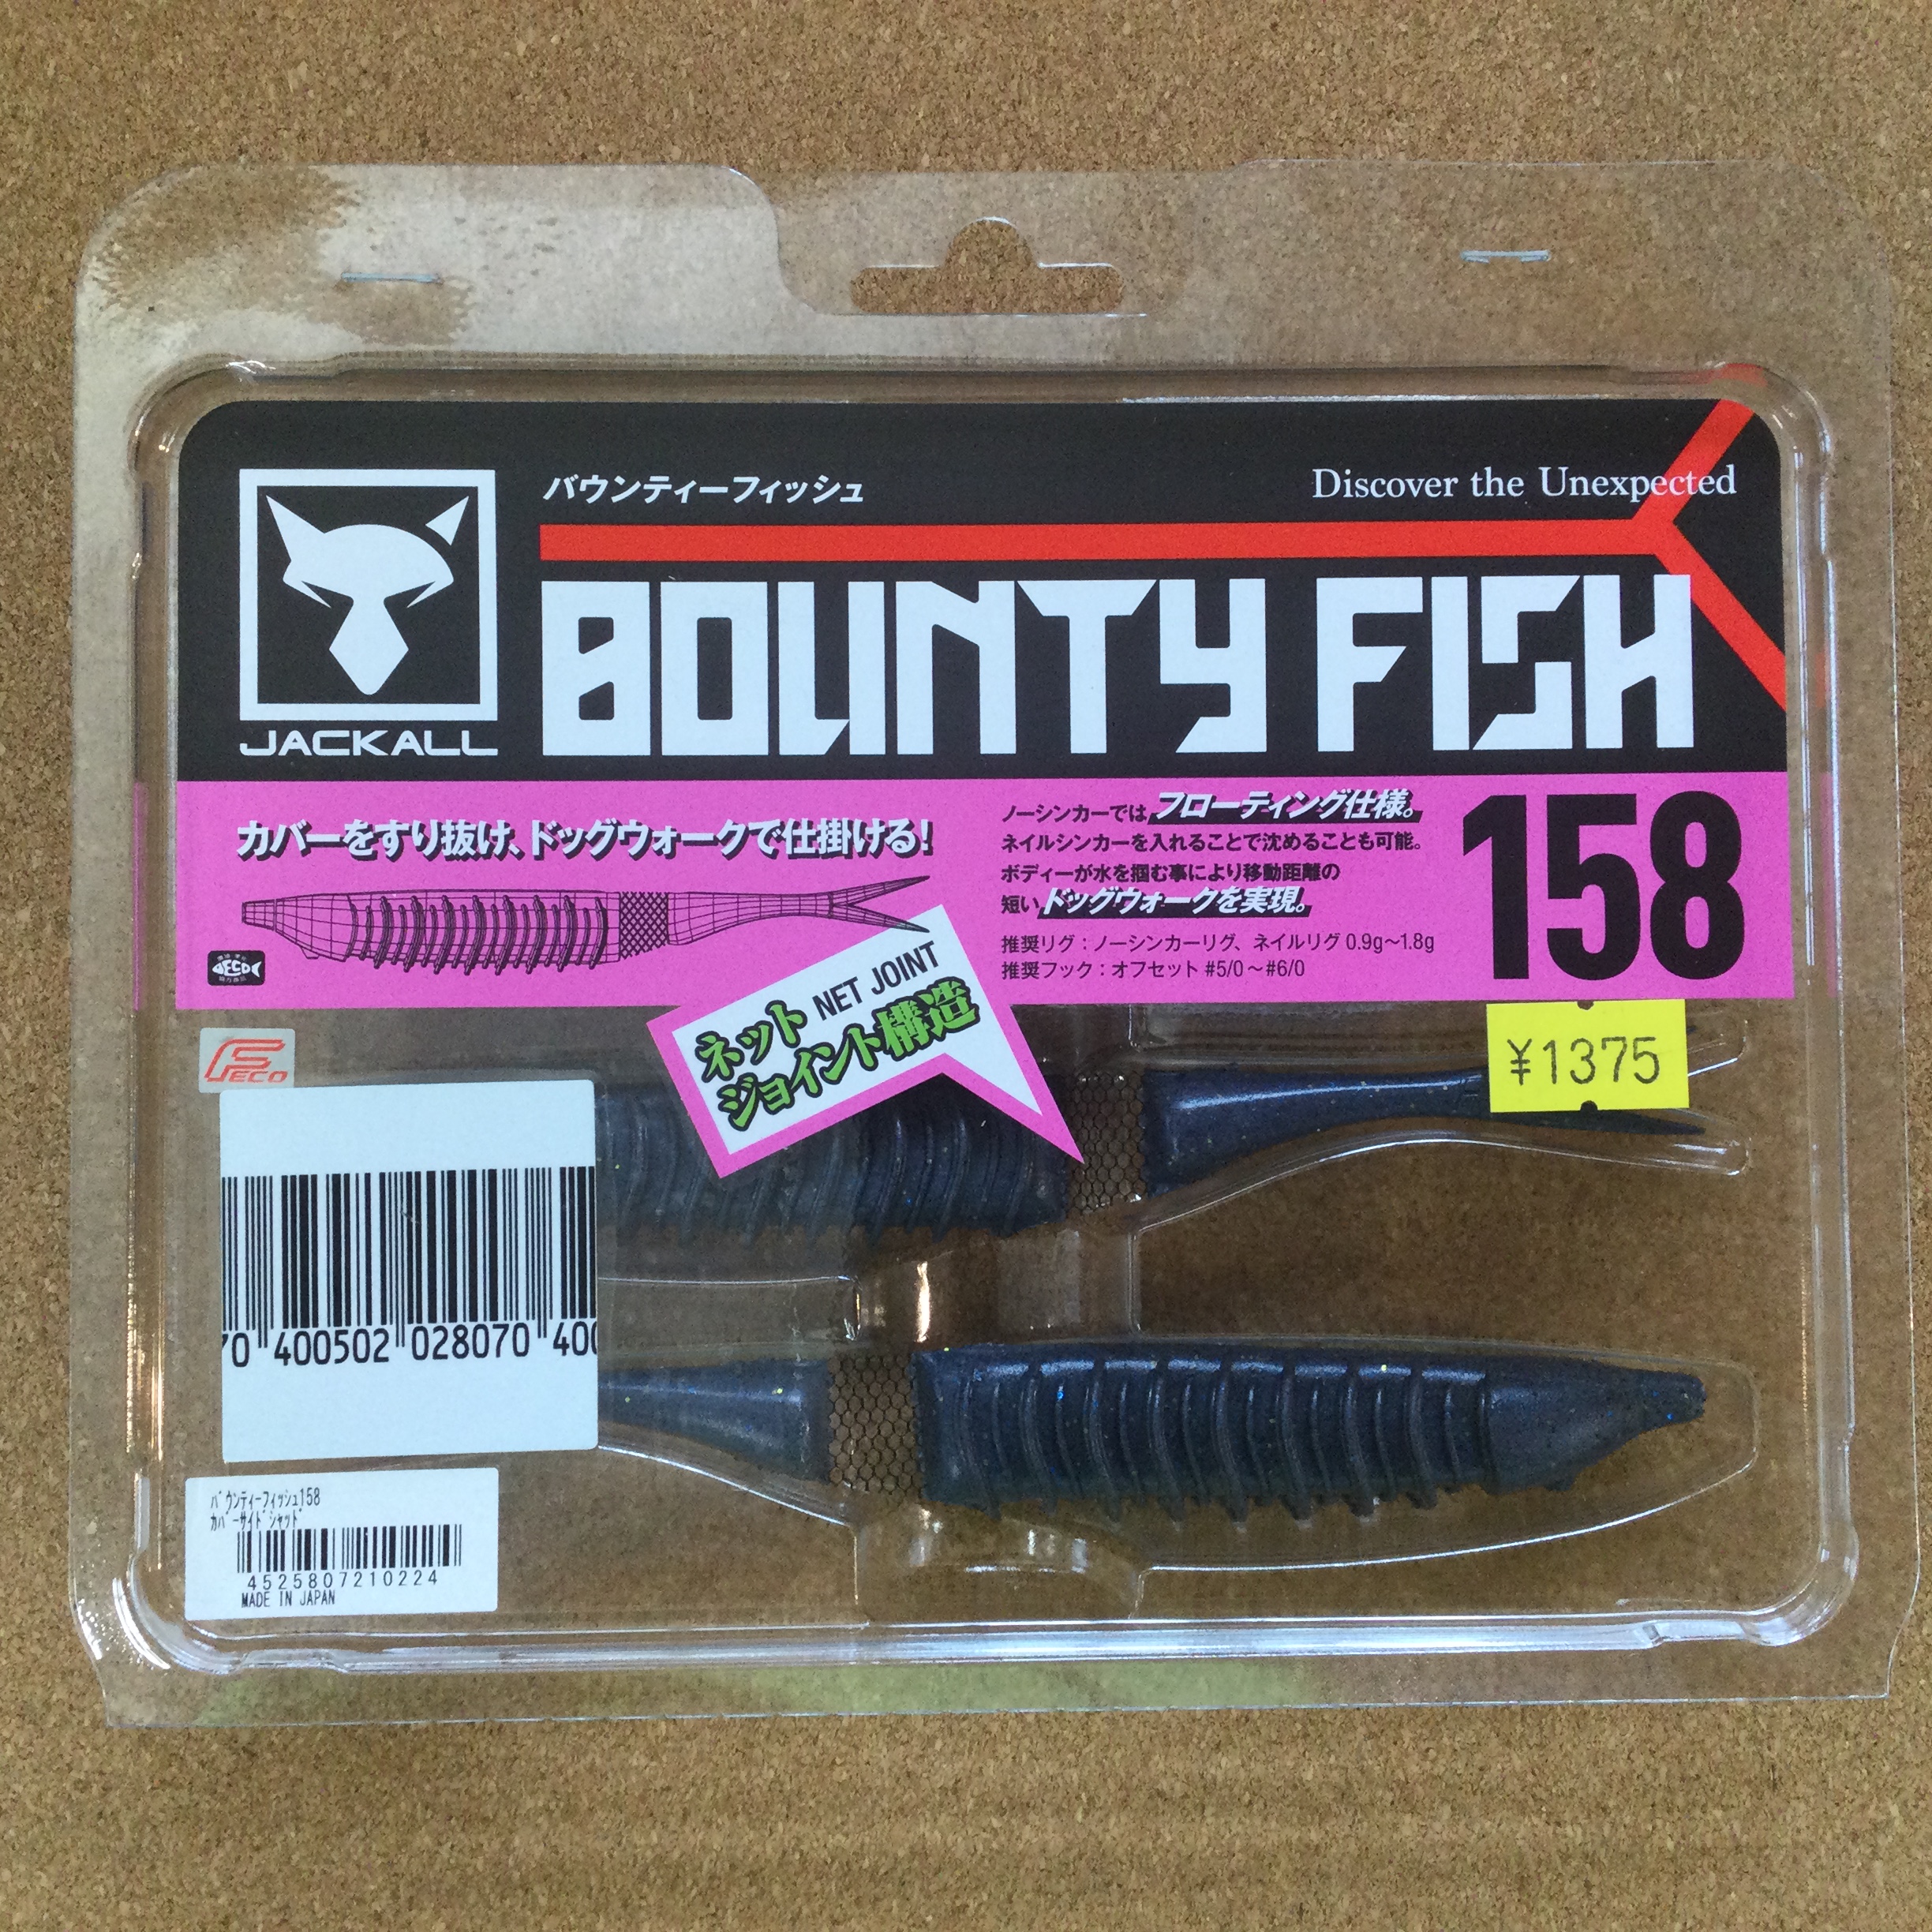 バウンティーフィッシュ
Discover the Unexpected
BOUNTY FISH
JACKALL
カバーをすり抜け、ドッグウォークで仕掛ける!
ノーシンカーではフローティング仕様。
ネイルシンカーを入れることで沈めることも可能。
ボディーが水を掴む事により移動距離の
短いドッグウォークを実現。
推奨リグ：ノーシンカーリグ、ネイルリグ 0.9g〜1.8g
推奨フック：オフセット #5/0〜#6/0
158
ECO
NET JOINT
ネット
ジョイント構造
¥1375
FECO
70 400502 028070 400
バウンティーフィッシュ158
カバーサイドシャッド
4525807210224
MADE IN JAPAN